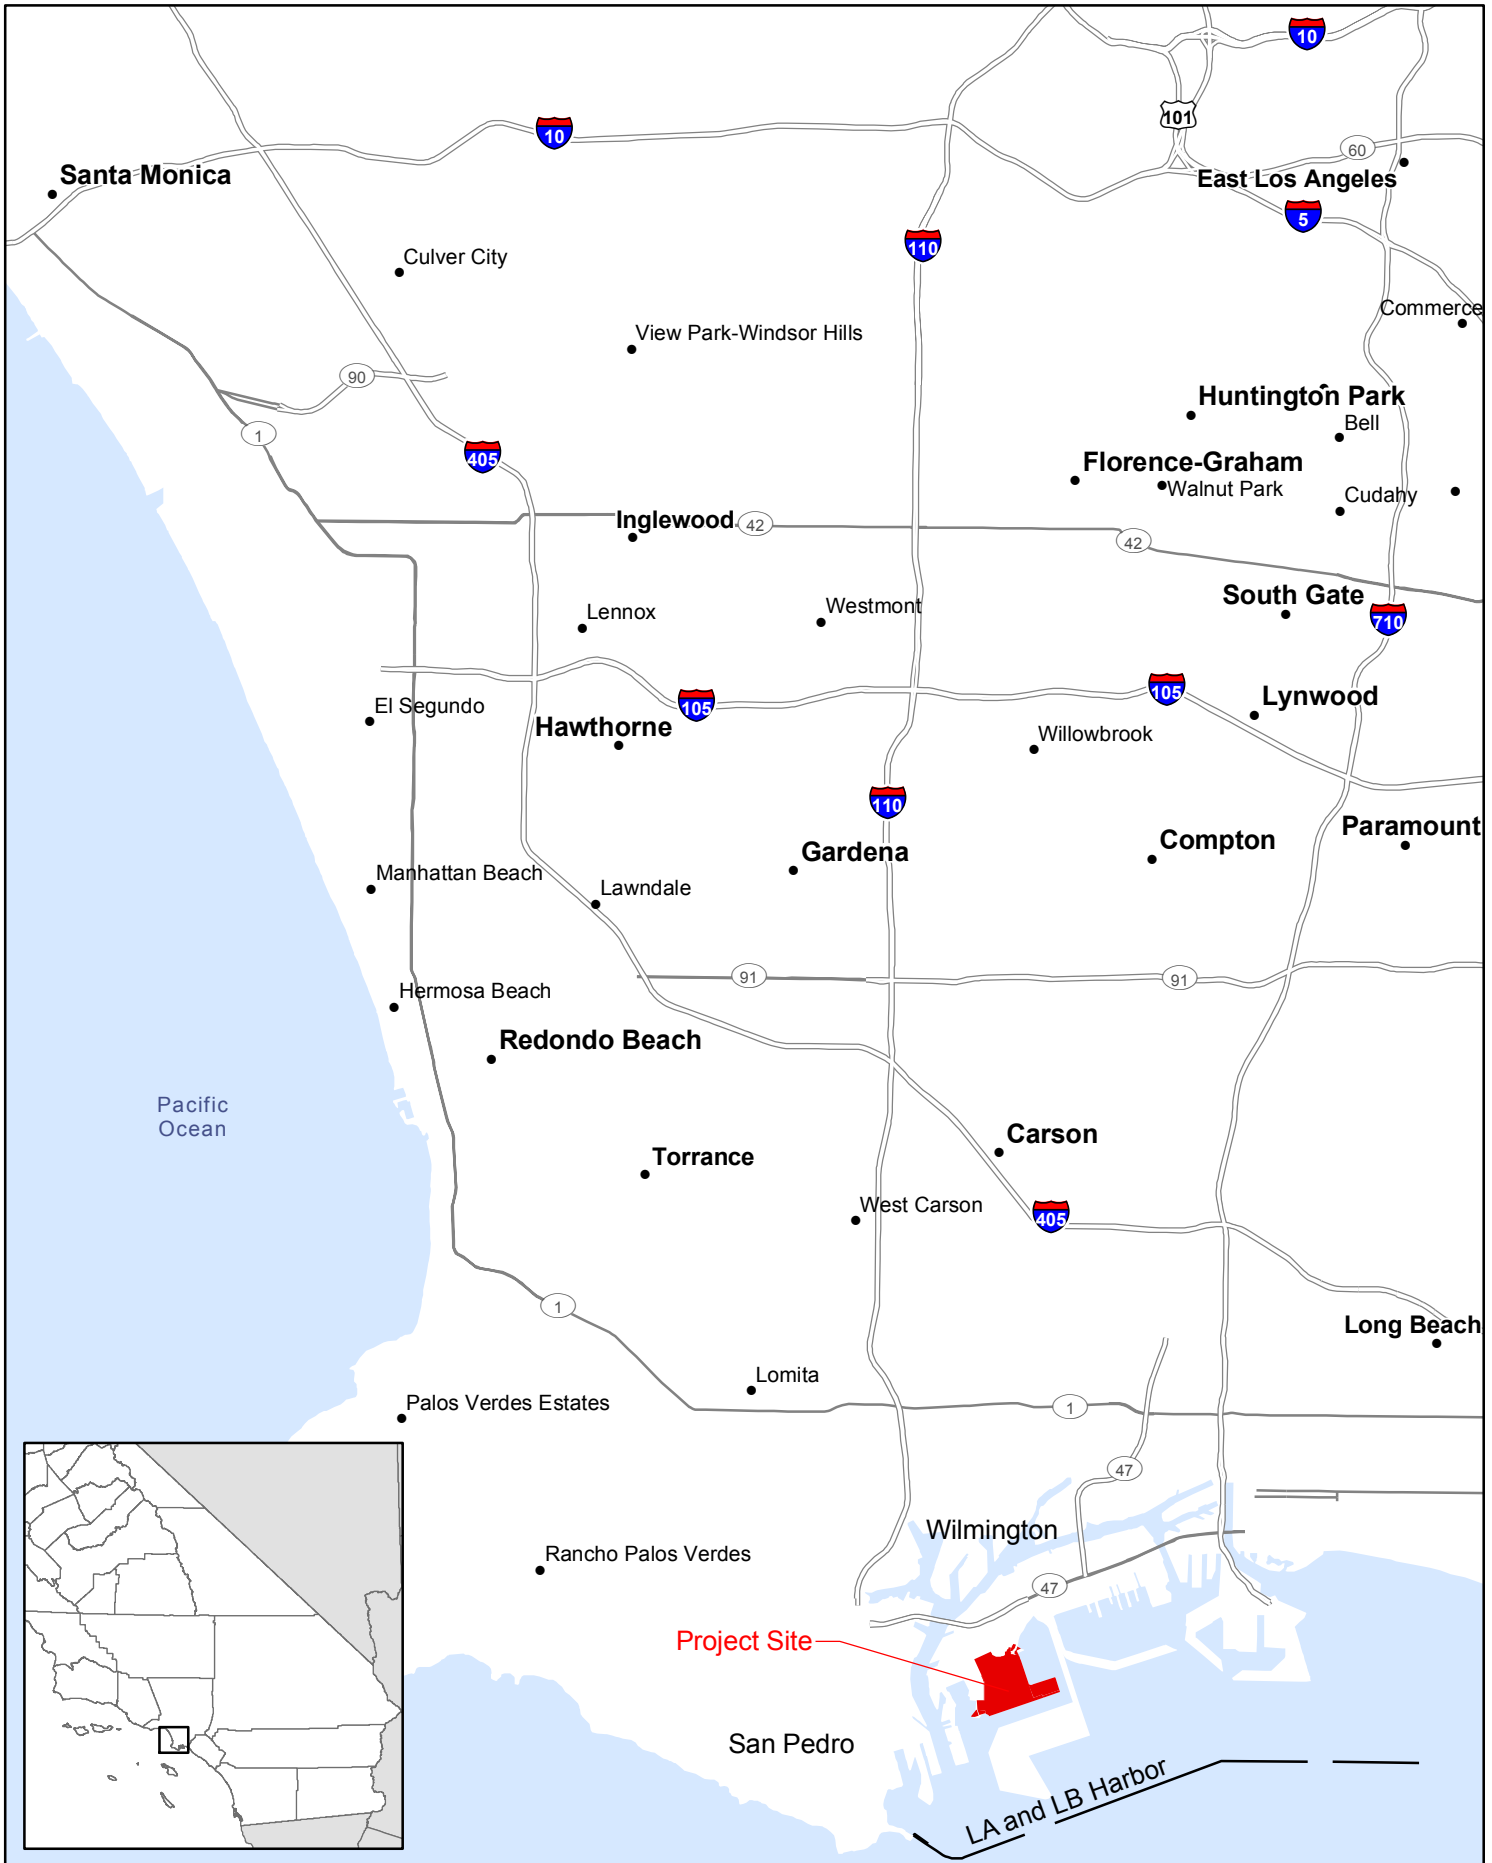 10
101
10
60
Santa Monica
East Los Angeles
5
110
Culver City
Commerce
View Park-Windsor Hills
90
Huntington Park
Bell
1
405
Florence-Graham
Walnut Park
Cudahy
Inglewood
42
42
South Gate
Lennox
Westmont
710
105
Lynwood
El Segundo
105
Hawthorne
Willowbrook
110
Paramount
Gardena
Compton
Manhattan Beach
Lawndale
91
91
Hermosa Beach
Redondo Beach
Pacific
Ocean
Carson
Torrance
West Carson
405
1
Long Beach
Lomita
Palos Verdes Estates
1
47
Wilmington
Rancho Palos Verdes
47
Project Site
San Pedro
LA and LB Harbor